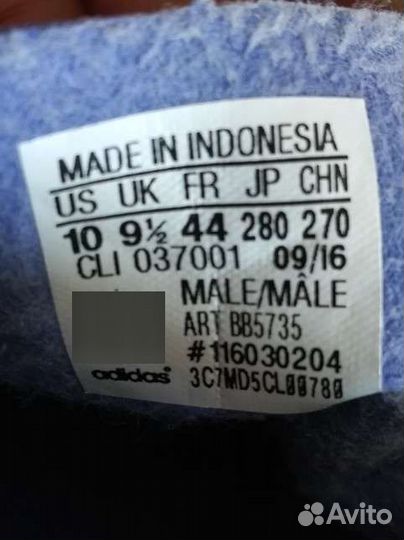 MADE IN INDONESIA
US UK FR JP CHN
10 9½ 44 280 270
CLI 037001 09/16
MALE/MÂLE
ART BB5735
#116030204
adidas® 3C7MD5CL00780
Avito